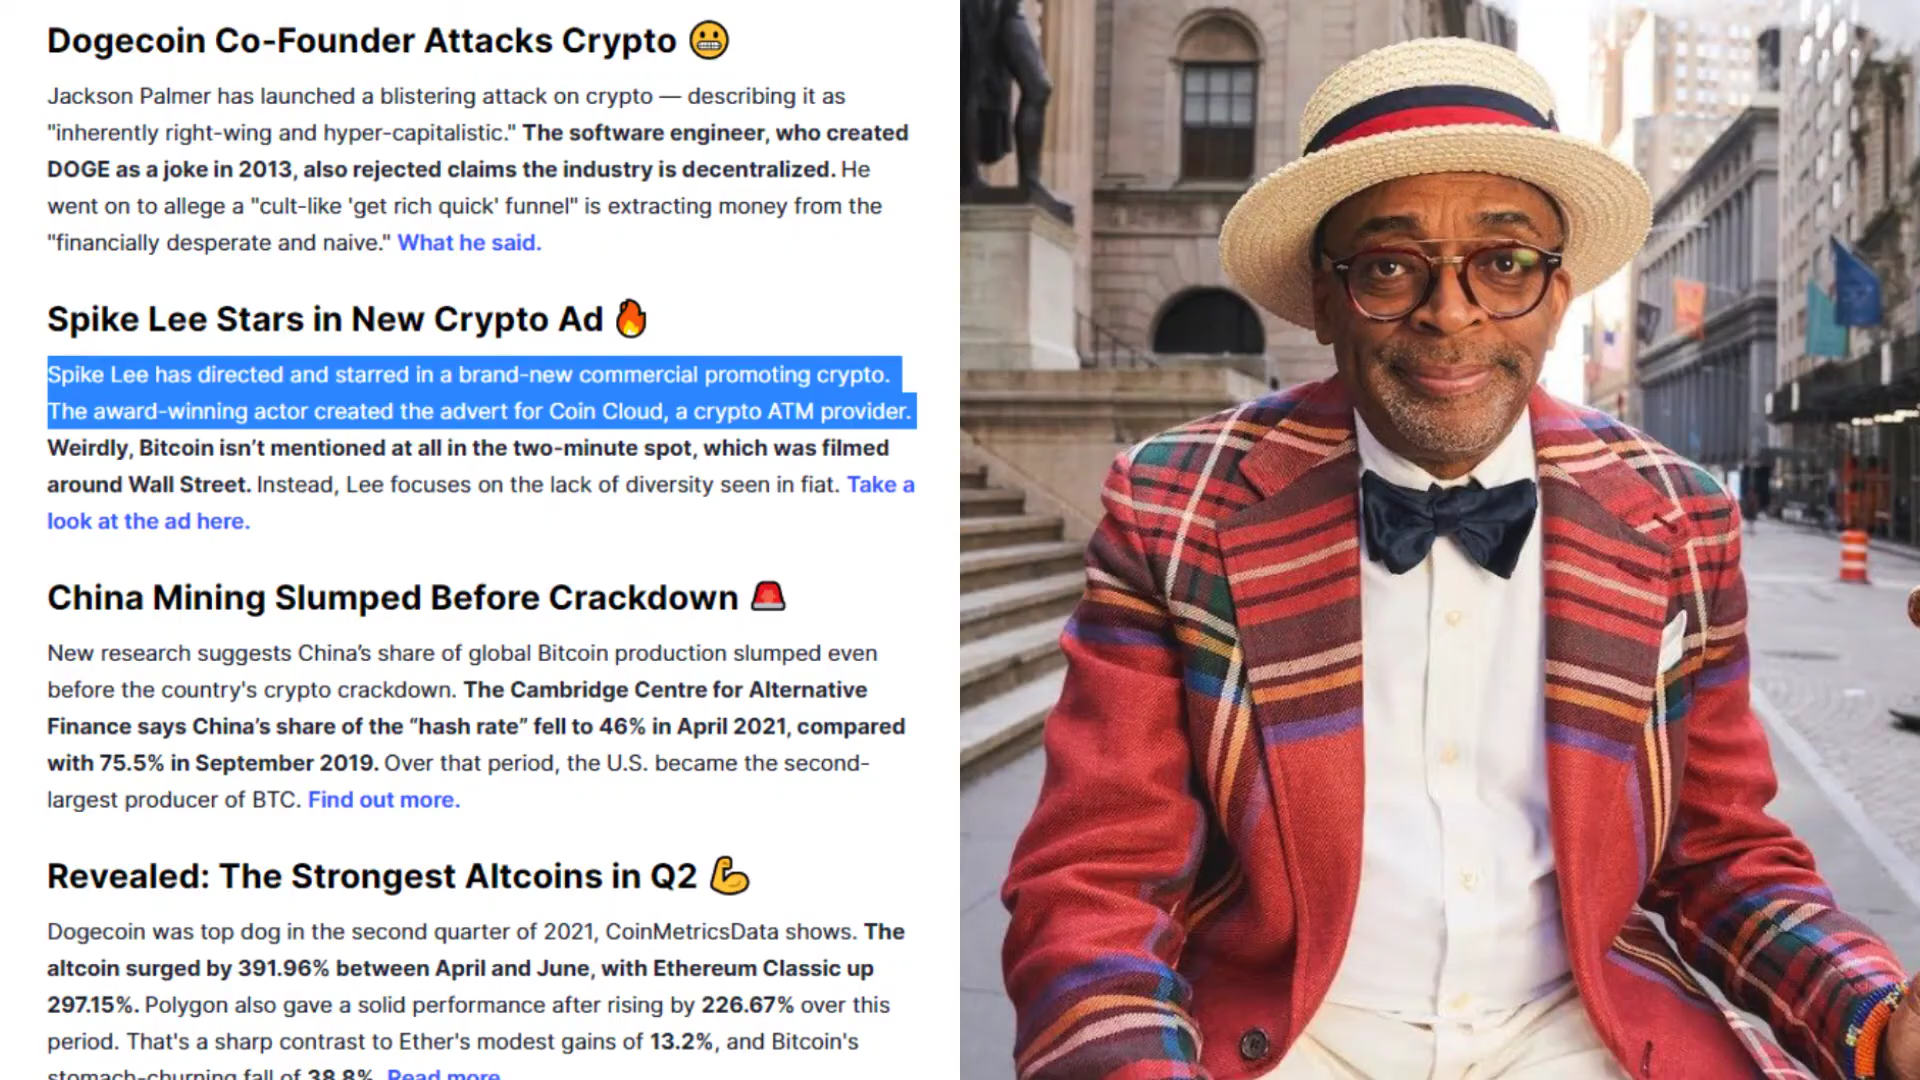 Dogecoin Co-Founder Attacks Crypto 😬
Jackson Palmer has launched a blistering attack on crypto — describing it as
"inherently right-wing and hyper-capitalistic." The software engineer, who created
DOGE as a joke in 2013, also rejected claims the industry is decentralized. He
went on to allege a "cult-like 'get rich quick' funnel" is extracting money from the
"financially desperate and naive." What he said.
Spike Lee Stars in New Crypto Ad 🔥
Spike Lee has directed and starred in a brand-new commercial promoting crypto.
The award-winning actor created the advert for Coin Cloud, a crypto ATM provider.
Weirdly, Bitcoin isn’t mentioned at all in the two-minute spot, which was filmed
around Wall Street. Instead, Lee focuses on the lack of diversity seen in fiat. Take a
look at the ad here.
China Mining Slumped Before Crackdown 🚨
New research suggests China’s share of global Bitcoin production slumped even
before the country's crypto crackdown. The Cambridge Centre for Alternative
Finance says China’s share of the “hash rate” fell to 46% in April 2021, compared
with 75.5% in September 2019. Over that period, the U.S. became the second-
largest producer of BTC. Find out more.
Revealed: The Strongest Altcoins in Q2 💪
Dogecoin was top dog in the second quarter of 2021, CoinMetricsData shows. The
altcoin surged by 391.96% between April and June, with Ethereum Classic up
297.15%. Polygon also gave a solid performance after rising by 226.67% over this
period. That's a sharp contrast to Ether's modest gains of 13.2%, and Bitcoin's
stomach-churning fall of 38.8%. Read more.